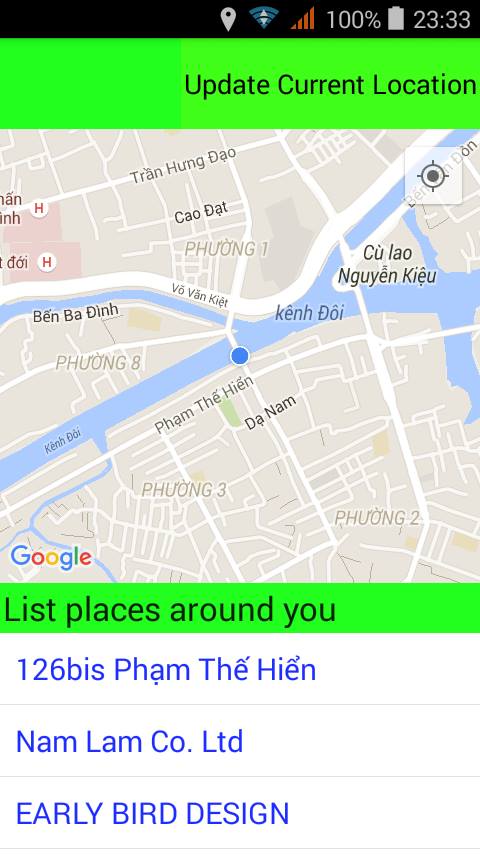 100% 23:33
Update Current Location
Trần Hưng Đạo
H
Cao Đạt
PHƯỜNG 1
t đới H
Cù lao
Nguyễn Kiệu
Võ Văn Kiệt
Bến Ba Đình
kênh Đôi
PHƯỜNG 8
Phạm Thế Hiển
Dạ Nam
Kênh Đôi
PHƯỜNG 3
PHƯỜNG 2
Google
List places around you
126bis Phạm Thế Hiển
Nam Lam Co. Ltd
EARLY BIRD DESIGN